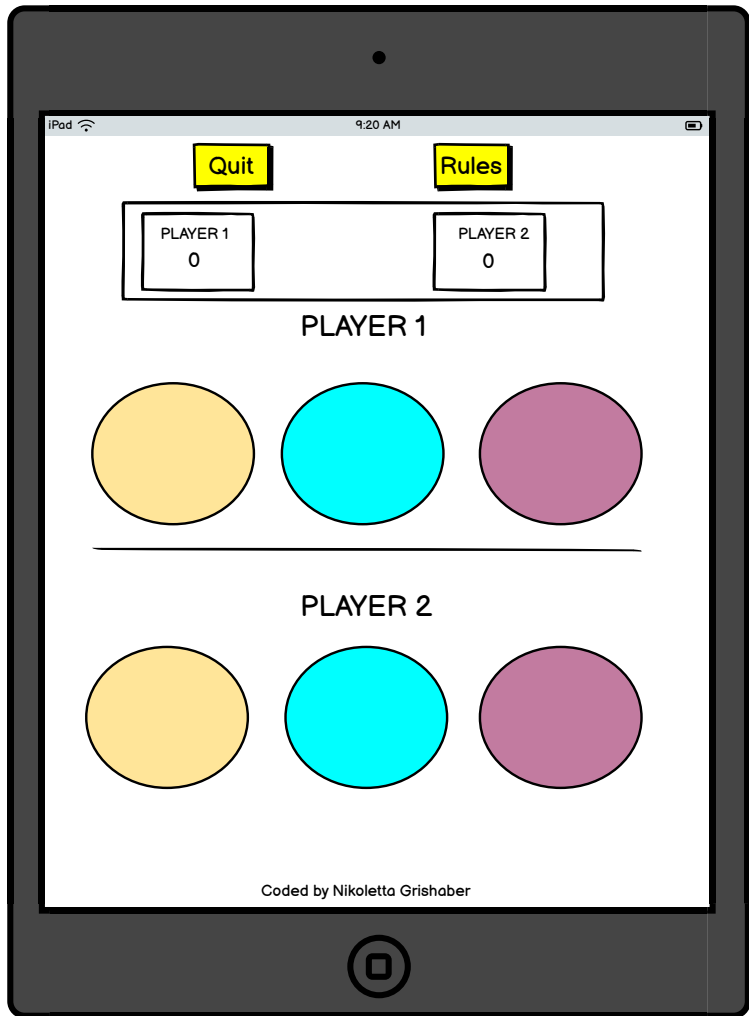 iPad 9:20 AM
Quit Rules
PLAYER 1 PLAYER 2
0 0
PLAYER 1
PLAYER 2
Coded by Nikoletta Grishaber